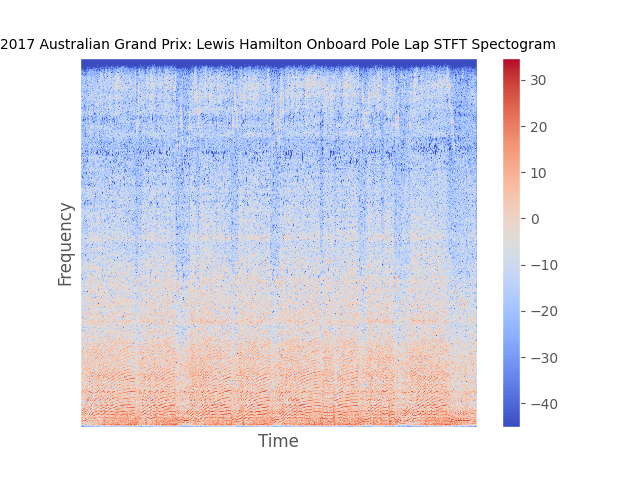 2017 Australian Grand Prix: Lewis Hamilton Onboard Pole Lap STFT Spectogram
Frequency
Time
30
20
10
0
−10
−20
−30
−40